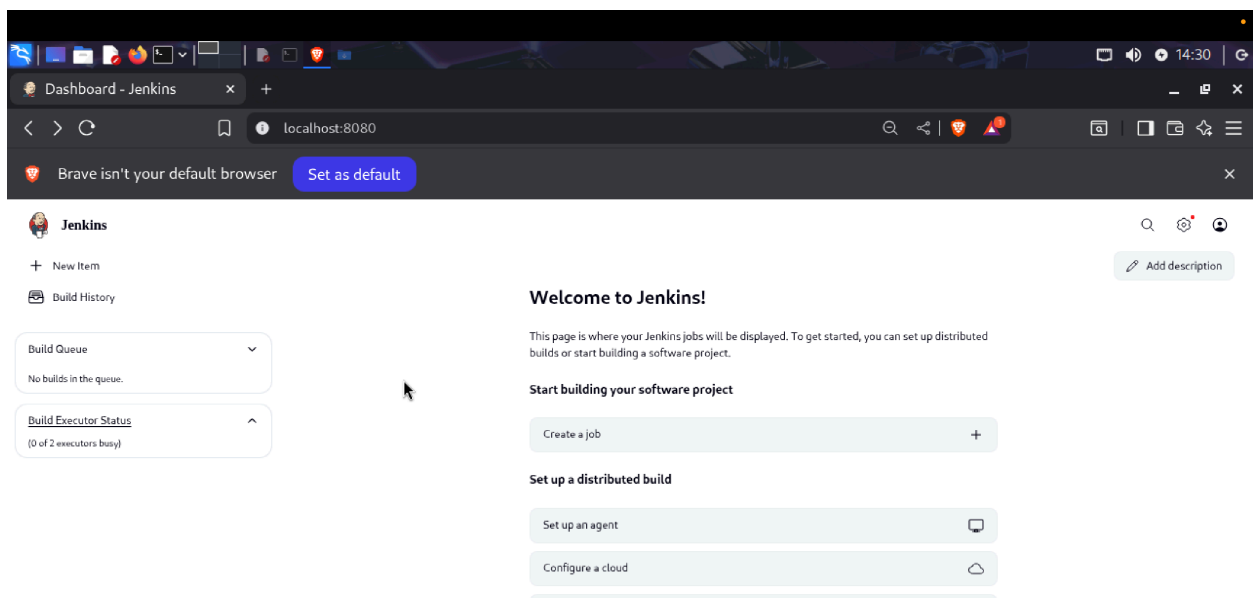 14:30
Dashboard - Jenkins
localhost:8080
Brave isn't your default browser
Set as default
Jenkins
New Item
Add description
Build History
Welcome to Jenkins!
This page is where your Jenkins jobs will be displayed. To get started, you can set up distributed
builds or start building a software project.
Build Queue
No builds in the queue.
Start building your software project
Build Executor Status
(0 of 2 executors busy)
Create a job
Set up a distributed build
Set up an agent
Configure a cloud